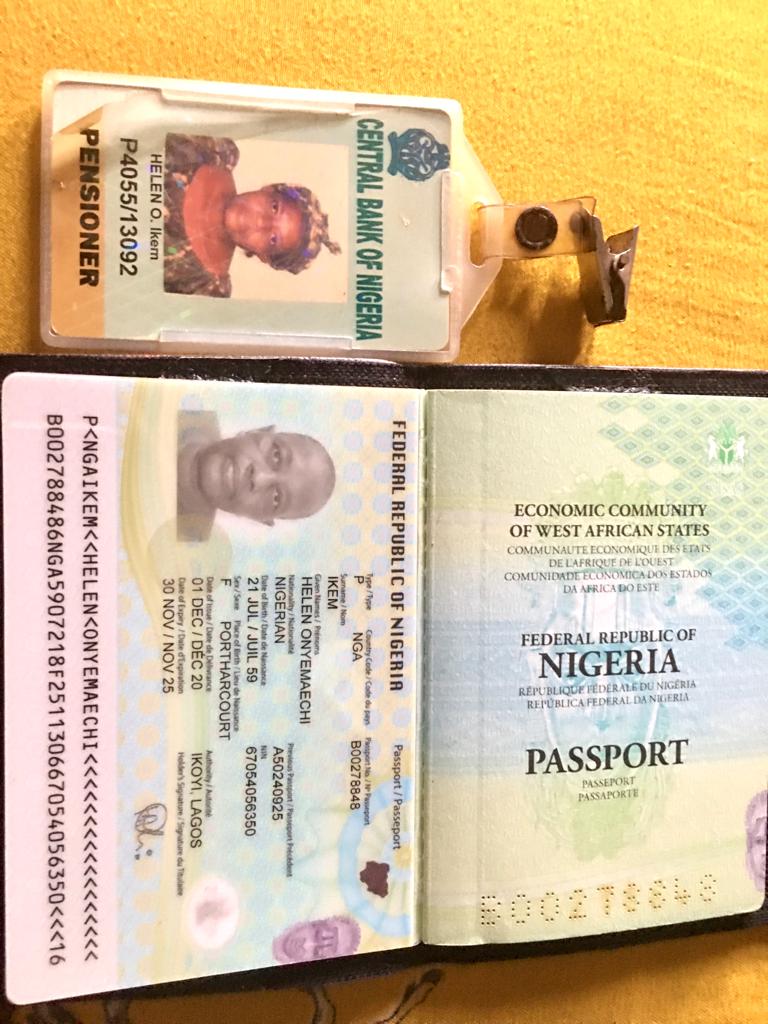 CENTRAL BANK OF NIGERIA
HELEN O. Ikem
P4055/13092
PENSIONER
ECONOMIC COMMUNITY
OF WEST AFRICAN STATES
COMMUNAUTE ECONOMIQUE DES ETATS
DE L'AFRIQUE DE L'OUEST
COMUNIDADE ECONOMICA DOS ESTADOS
DA AFRICA DO ESTE
FEDERAL REPUBLIC OF
NIGERIA
RÉPUBLIQUE FÉDÉRALE DU NIGÉRIA
REPÚBLICA FEDERAL DA NIGERIA
PASSPORT
PASSEPORT
PASSAPORTE
B00278848
FEDERAL REPUBLIC OF NIGERIA Passport / Passeport
Type / Type Country Code / Code du pays Passport No. / N° Passeport
P NGA B00278848
Surname / Nom
IKEM
Given Names / Prénoms Previous Passport / Passeport Précédent
HELEN ONYEMAECHI A50240925
Nationality / Nationalité NIN
NIGERIAN 67054056350
Date of Birth / Date de Naissance
21 JUL / JUIL 59
Sex / Sexe Place of Birth / Lieu de Naissance
F PORTHARCOURT
Date of Issue / Date de Délivrance Authority / Autorité
01 DEC / DÉC 20 IKOYI, LAGOS
Date of Expiry / Date d'Expiration Holder's Signature / Signature du Titulaire
30 NOV / NOV 25
P<NGAIKEM<<HELEN<ONYEMAECHI<<<<<<<<<<<<<<<<<
B002788486NGA5907218F251130667054056350<<<16